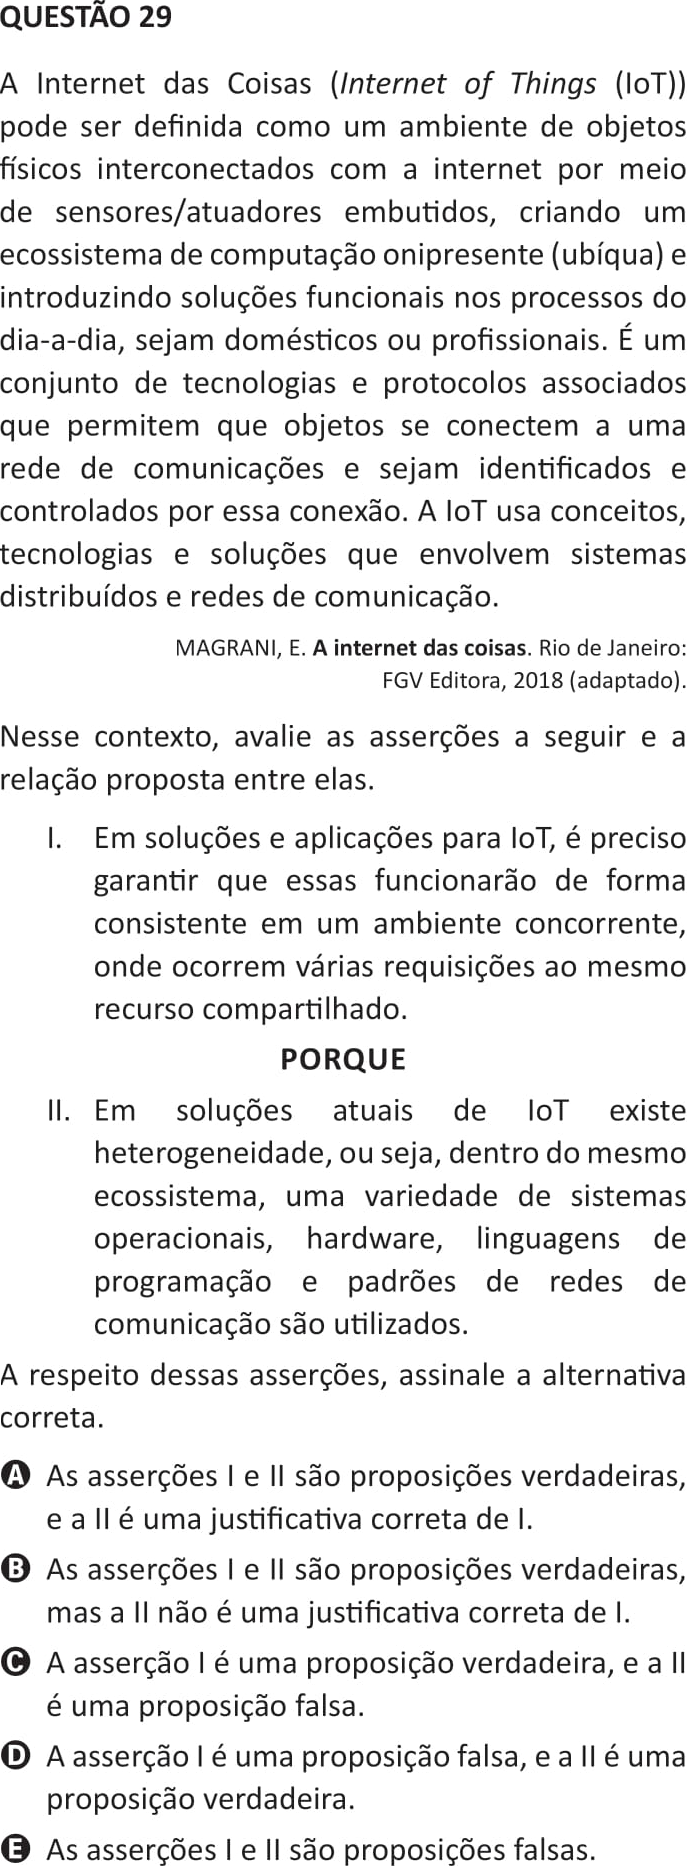 QUESTÃO 29
A Internet das Coisas (Internet of Things (IoT))
pode ser definida como um ambiente de objetos
físicos interconectados com a internet por meio
de sensores/atuadores embutidos, criando um
ecossistema de computação onipresente (ubíqua) e
introduzindo soluções funcionais nos processos do
dia-a-dia, sejam domésticos ou profissionais. É um
conjunto de tecnologias e protocolos associados
que permitem que objetos se conectem a uma
rede de comunicações e sejam identificados e
controlados por essa conexão. A IoT usa conceitos,
tecnologias e soluções que envolvem sistemas
distribuídos e redes de comunicação.
MAGRANI, E. A internet das coisas. Rio de Janeiro:
FGV Editora, 2018 (adaptado).
Nesse contexto, avalie as asserções a seguir e a
relação proposta entre elas.
I. Em soluções e aplicações para IoT, é preciso
garantir que essas funcionarão de forma
consistente em um ambiente concorrente,
onde ocorrem várias requisições ao mesmo
recurso compartilhado.
PORQUE
II. Em soluções atuais de IoT existe
heterogeneidade, ou seja, dentro do mesmo
ecossistema, uma variedade de sistemas
operacionais, hardware, linguagens de
programação e padrões de redes de
comunicação são utilizados.
A respeito dessas asserções, assinale a alternativa
correta.
A As asserções I e II são proposições verdadeiras,
e a II é uma justificativa correta de I.
B As asserções I e II são proposições verdadeiras,
mas a II não é uma justificativa correta de I.
C A asserção I é uma proposição verdadeira, e a II
é uma proposição falsa.
D A asserção I é uma proposição falsa, e a II é uma
proposição verdadeira.
E As asserções I e II são proposições falsas.